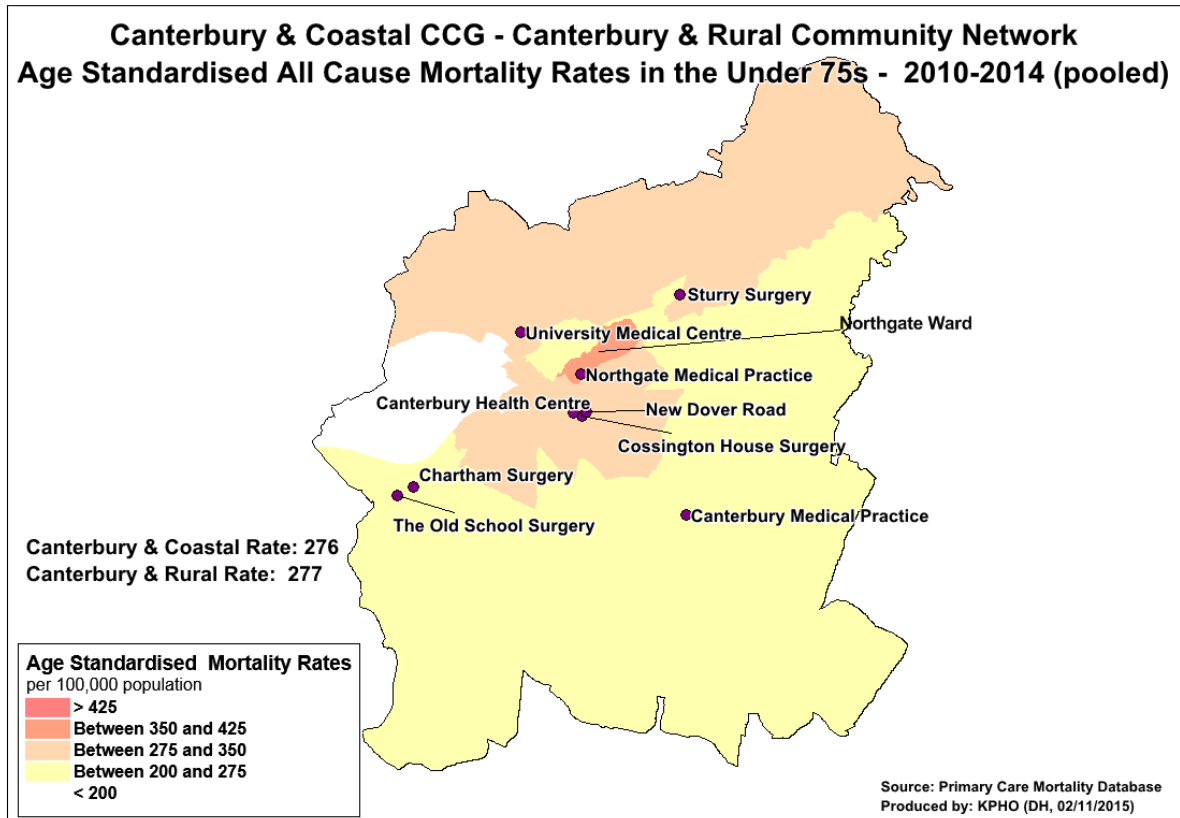 Canterbury & Coastal CCG - Canterbury & Rural Community Network
Age Standardised All Cause Mortality Rates in the Under 75s - 2010-2014 (pooled)
Sturry Surgery
Northgate Ward
University Medical Centre
Northgate Medical Practice
Canterbury Health Centre
New Dover Road
Cossington House Surgery
Chartham Surgery
The Old School Surgery
Canterbury Medical Practice
Canterbury & Coastal Rate: 276
Canterbury & Rural Rate: 277
Age Standardised Mortality Rates
per 100,000 population
> 425
Between 350 and 425
Between 275 and 350
Between 200 and 275
< 200
Source: Primary Care Mortality Database
Produced by: KPHO (DH, 02/11/2015)